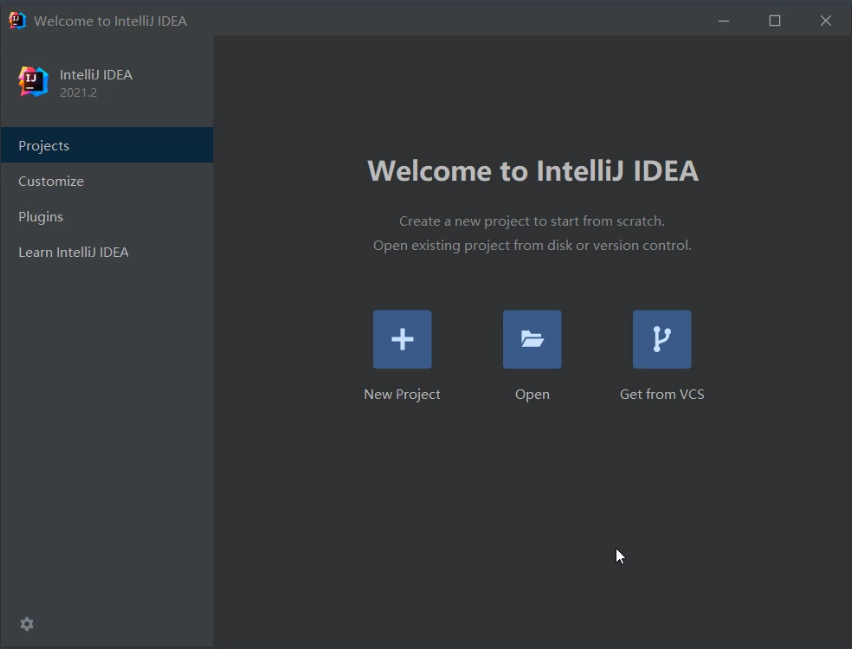 Welcome to IntelliJ IDEA
IJ
IntelliJ IDEA
2021.2
Projects
Customize
Plugins
Learn IntelliJ IDEA
Welcome to IntelliJ IDEA
Create a new project to start from scratch.
Open existing project from disk or version control.
New Project
Open
Get from VCS